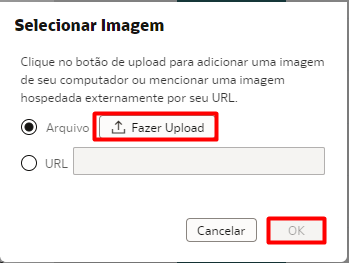 Selecionar Imagem
Clique no botão de upload para adicionar uma imagem
de seu computador ou mencionar uma imagem
hospedada externamente por seu URL.
Arquivo Fazer Upload
URL
Cancelar OK